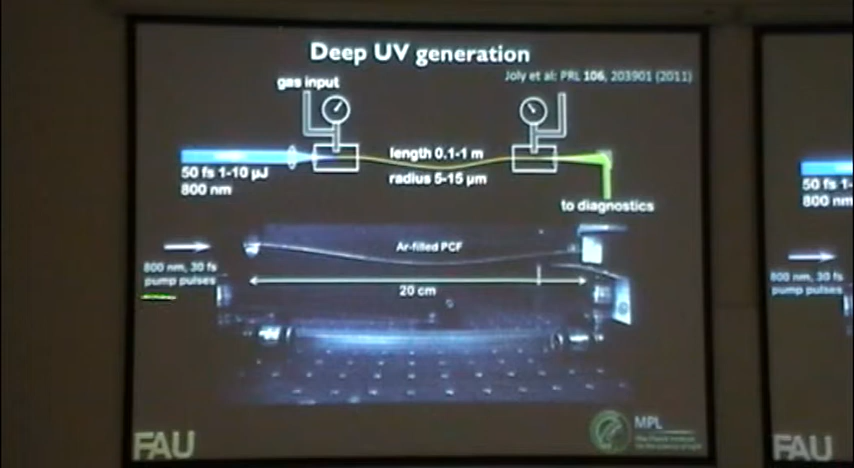 Deep UV generation
Joly et al: PRL 106, 203901 (2011)
gas input
length 0.1-1 m
radius 5-15 µm
50 fs 1-10 µJ
800 nm
to diagnostics
Ar-filled PCF
800 nm, 30 fs
pump pulses
20 cm
FAU
MPL
50 fs 1-
800 nm
800 nm, 30 fs
pump pulses
FAU